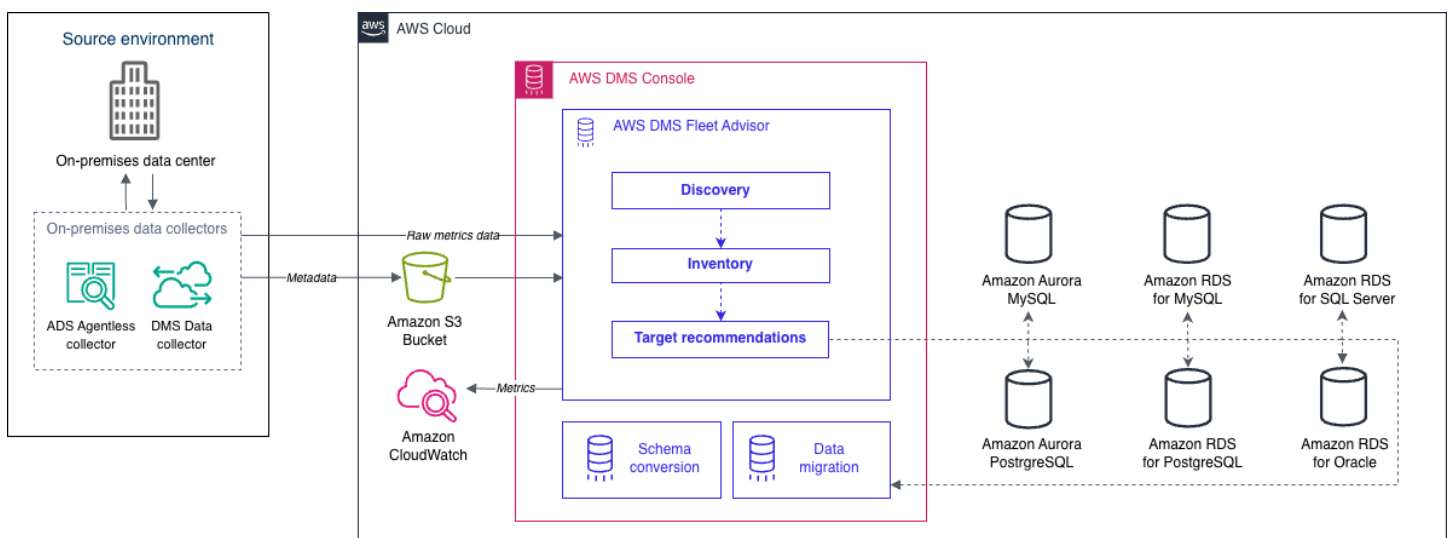 Source environment
On-premises data center
On-premises data collectors
ADS Agentless
collector
DMS Data
collector
aws
AWS Cloud
Raw metrics data
Metadata
Amazon S3
Bucket
Metrics
Amazon
CloudWatch
AWS DMS Console
AWS DMS Fleet Advisor
Discovery
Inventory
Target recommendations
Schema
conversion
Data
migration
Amazon Aurora
MySQL
Amazon RDS
for MySQL
Amazon RDS
for SQL Server
Amazon Aurora
PostrgreSQL
Amazon RDS
for PostgreSQL
Amazon RDS
for Oracle